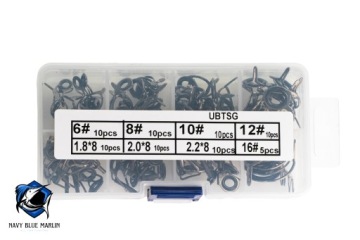 UBTSG
6# 10pcs 8# 10pcs 10# 10pcs 12# 10pcs
1.8*8 10pcs 2.0*8 10pcs 2.2*8 10pcs 16# 5pcs
NAVY BLUE MARLIN